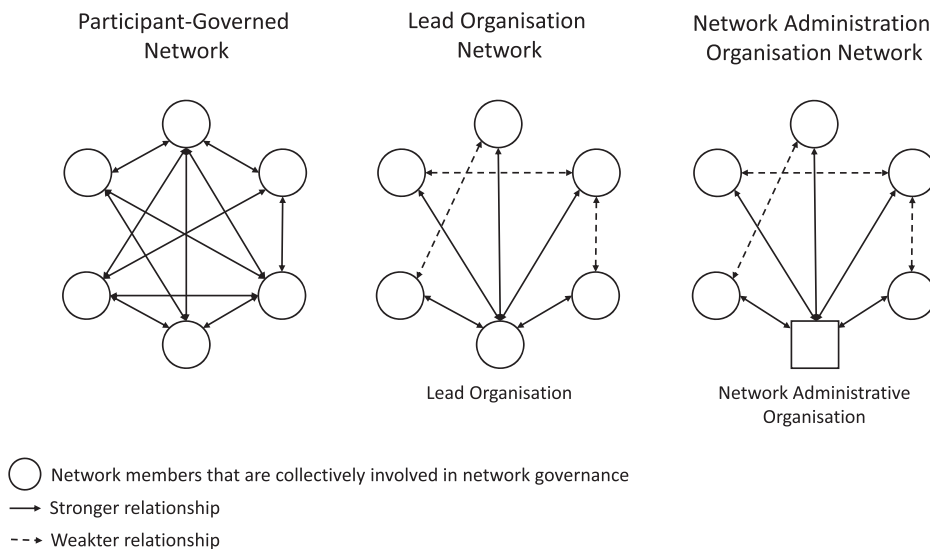 Participant-Governed
Network
Lead Organisation
Network
Network Administration
Organisation Network
Lead Organisation
Network Administrative
Organisation
Network members that are collectively involved in network governance
Stronger relationship
Weakter relationship